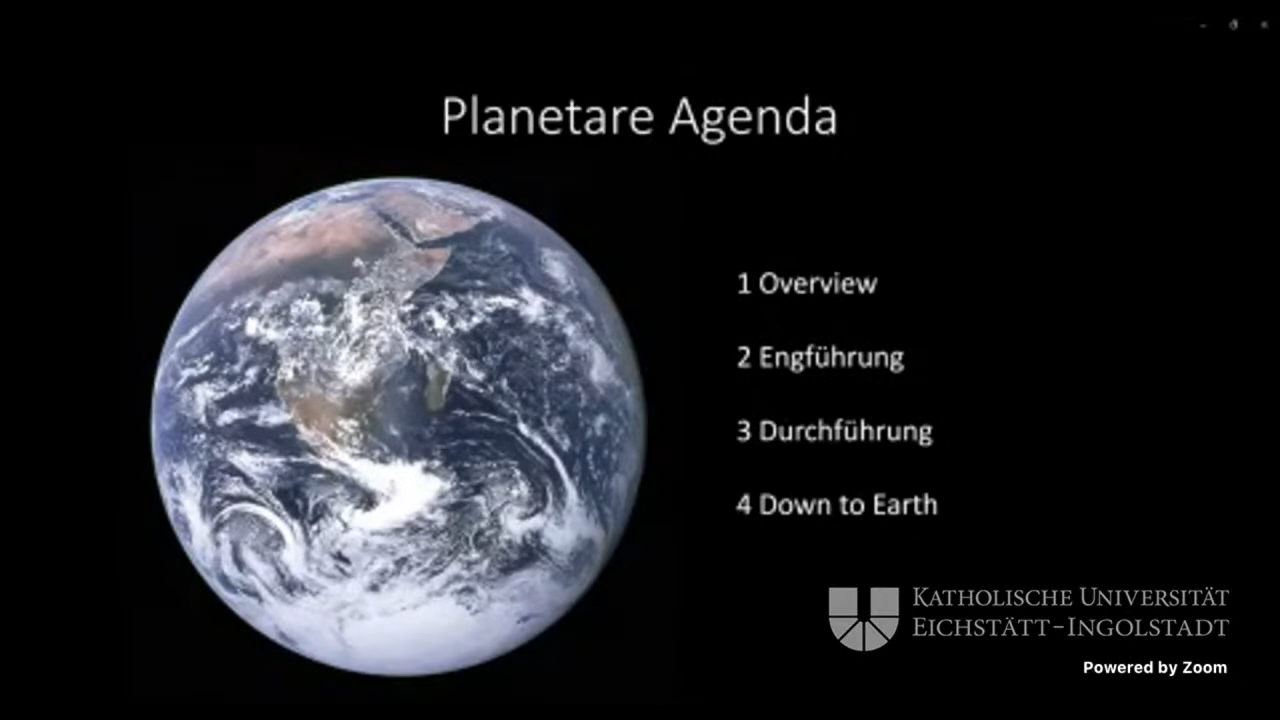 Planetare Agenda
1 Overview
2 Engführung
3 Durchführung
4 Down to Earth
KATHOLISCHE UNIVERSITÄT
EICHSTÄTT-INGOLSTADT
Powered by Zoom